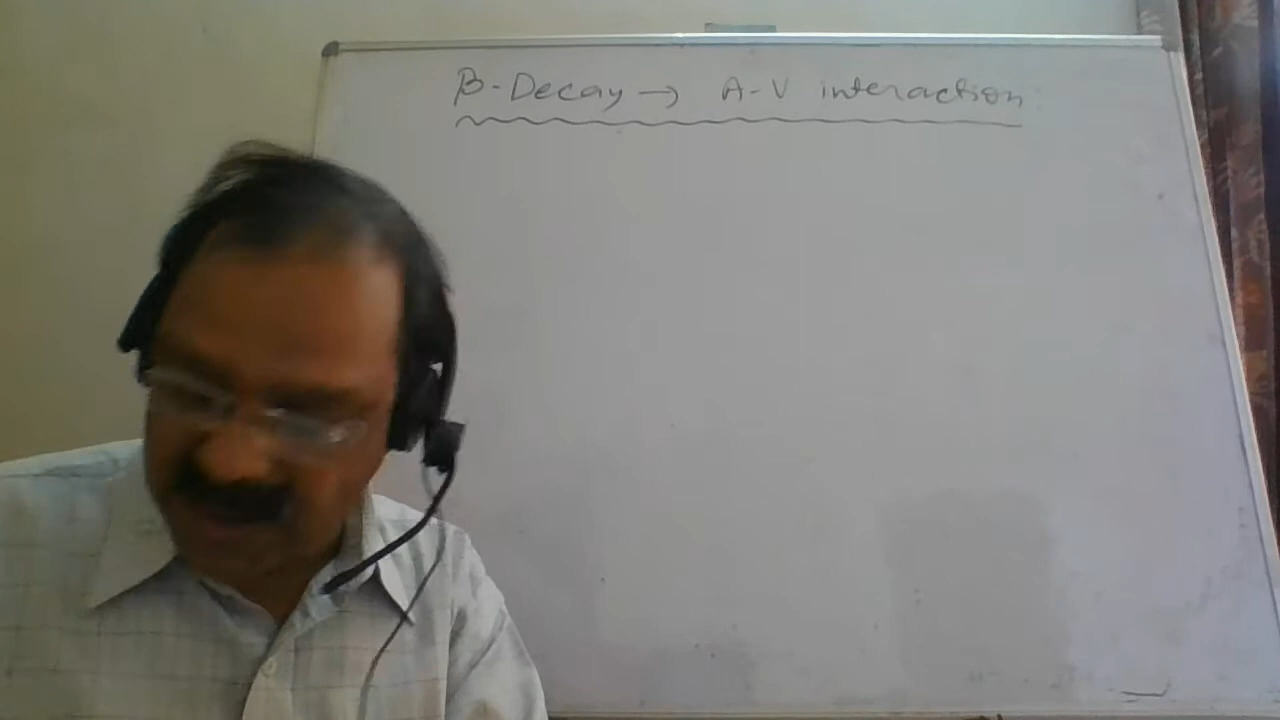 β-Decay → A-V interaction